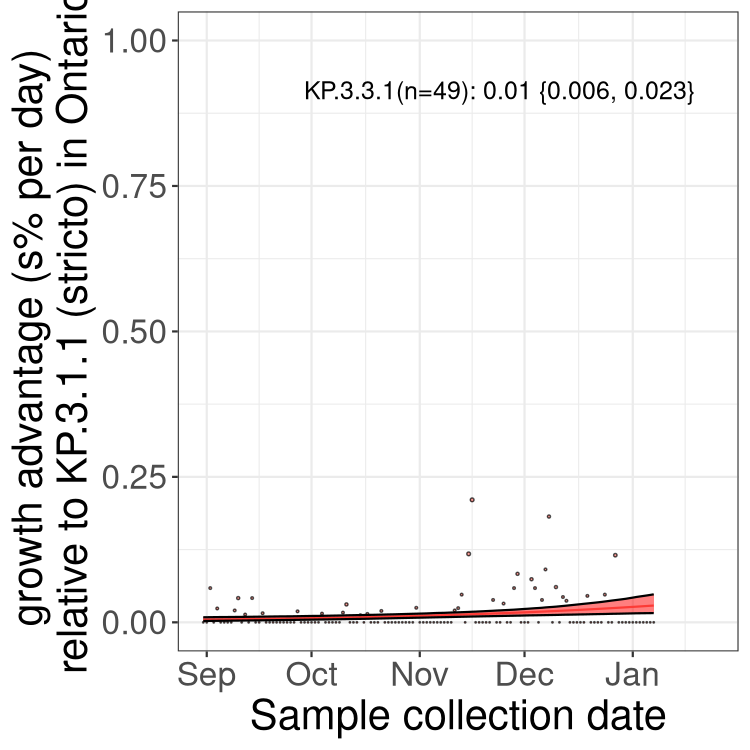 growth advantage (s% per day)
relative to KP.3.1.1 (stricto) in Ontario
1.00
0.75
0.50
0.25
0.00
KP.3.3.1(n=49): 0.01 {0.006, 0.023}
Sep Oct Nov Dec Jan
Sample collection date